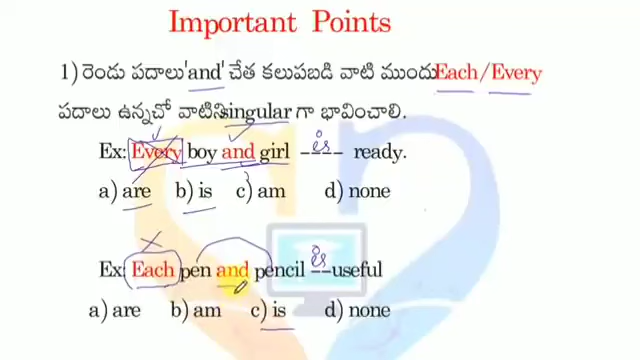 Important Points
1) రెండు పదాలు 'and' చేత కలుపబడి వాటి ముందు Each/Every
పదాలు ఉన్నచో వాటిని singular గా భావించాలి.
Ex: Every boy and girl ---is--- ready.
a) are b) is c) am d) none
Ex: Each pen and pencil is--useful
a) are b) am c) is d) none